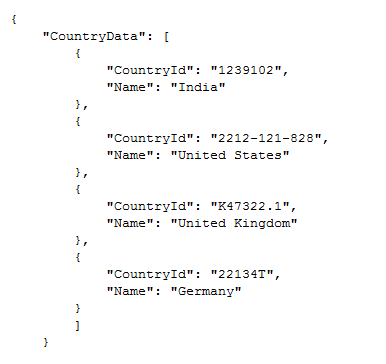 {
"CountryData": [
{
"CountryId": "1239102",
"Name": "India"
},
{
"CountryId": "2212-121-828",
"Name": "United States"
},
{
"CountryId": "K47322.1",
"Name": "United Kingdom"
},
{
"CountryId": "22134T",
"Name": "Germany"
}
]
}